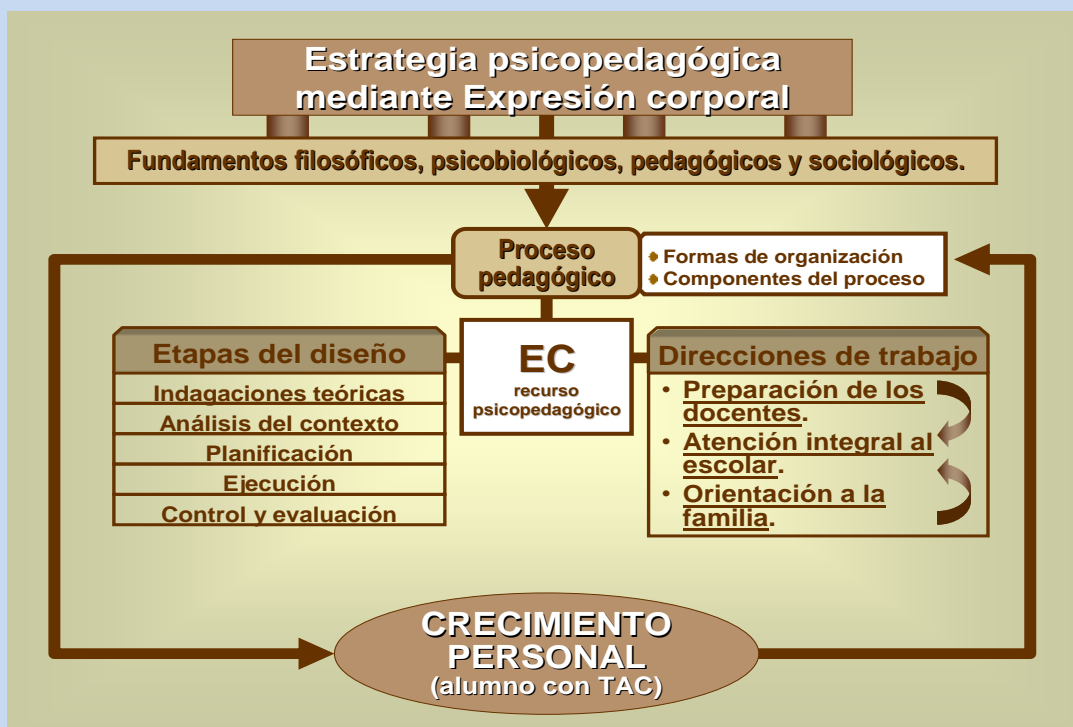 Estrategia psicopedagógica
mediante Expresión corporal
Fundamentos filosóficos, psicobiológicos, pedagógicos y sociológicos.
Proceso
pedagógico
Formas de organización
Componentes del proceso
Etapas del diseño
Indagaciones teóricas
Análisis del contexto
Planificación
Ejecución
Control y evaluación
EC
recurso
psicopedagógico
Direcciones de trabajo
• Preparación de los
docentes.
• Atención integral al
escolar.
• Orientación a la
familia.
CRECIMIENTO
PERSONAL
(alumno con TAC)